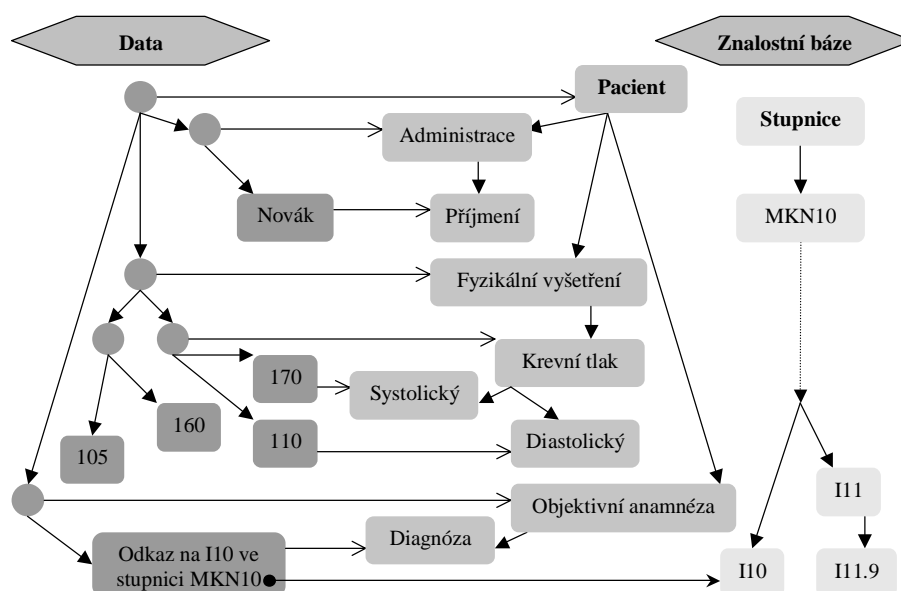 Data
Znalostní báze
Pacient
Stupnice
Administrace
Novák
Příjmení
MKN10
Fyzikální vyšetření
Krevní tlak
170
Systolický
160
110
Diastolický
105
I11
Objektivní anamnéza
Diagnóza
Odkaz na I10 ve
stupnici MKN10
I10
I11.9